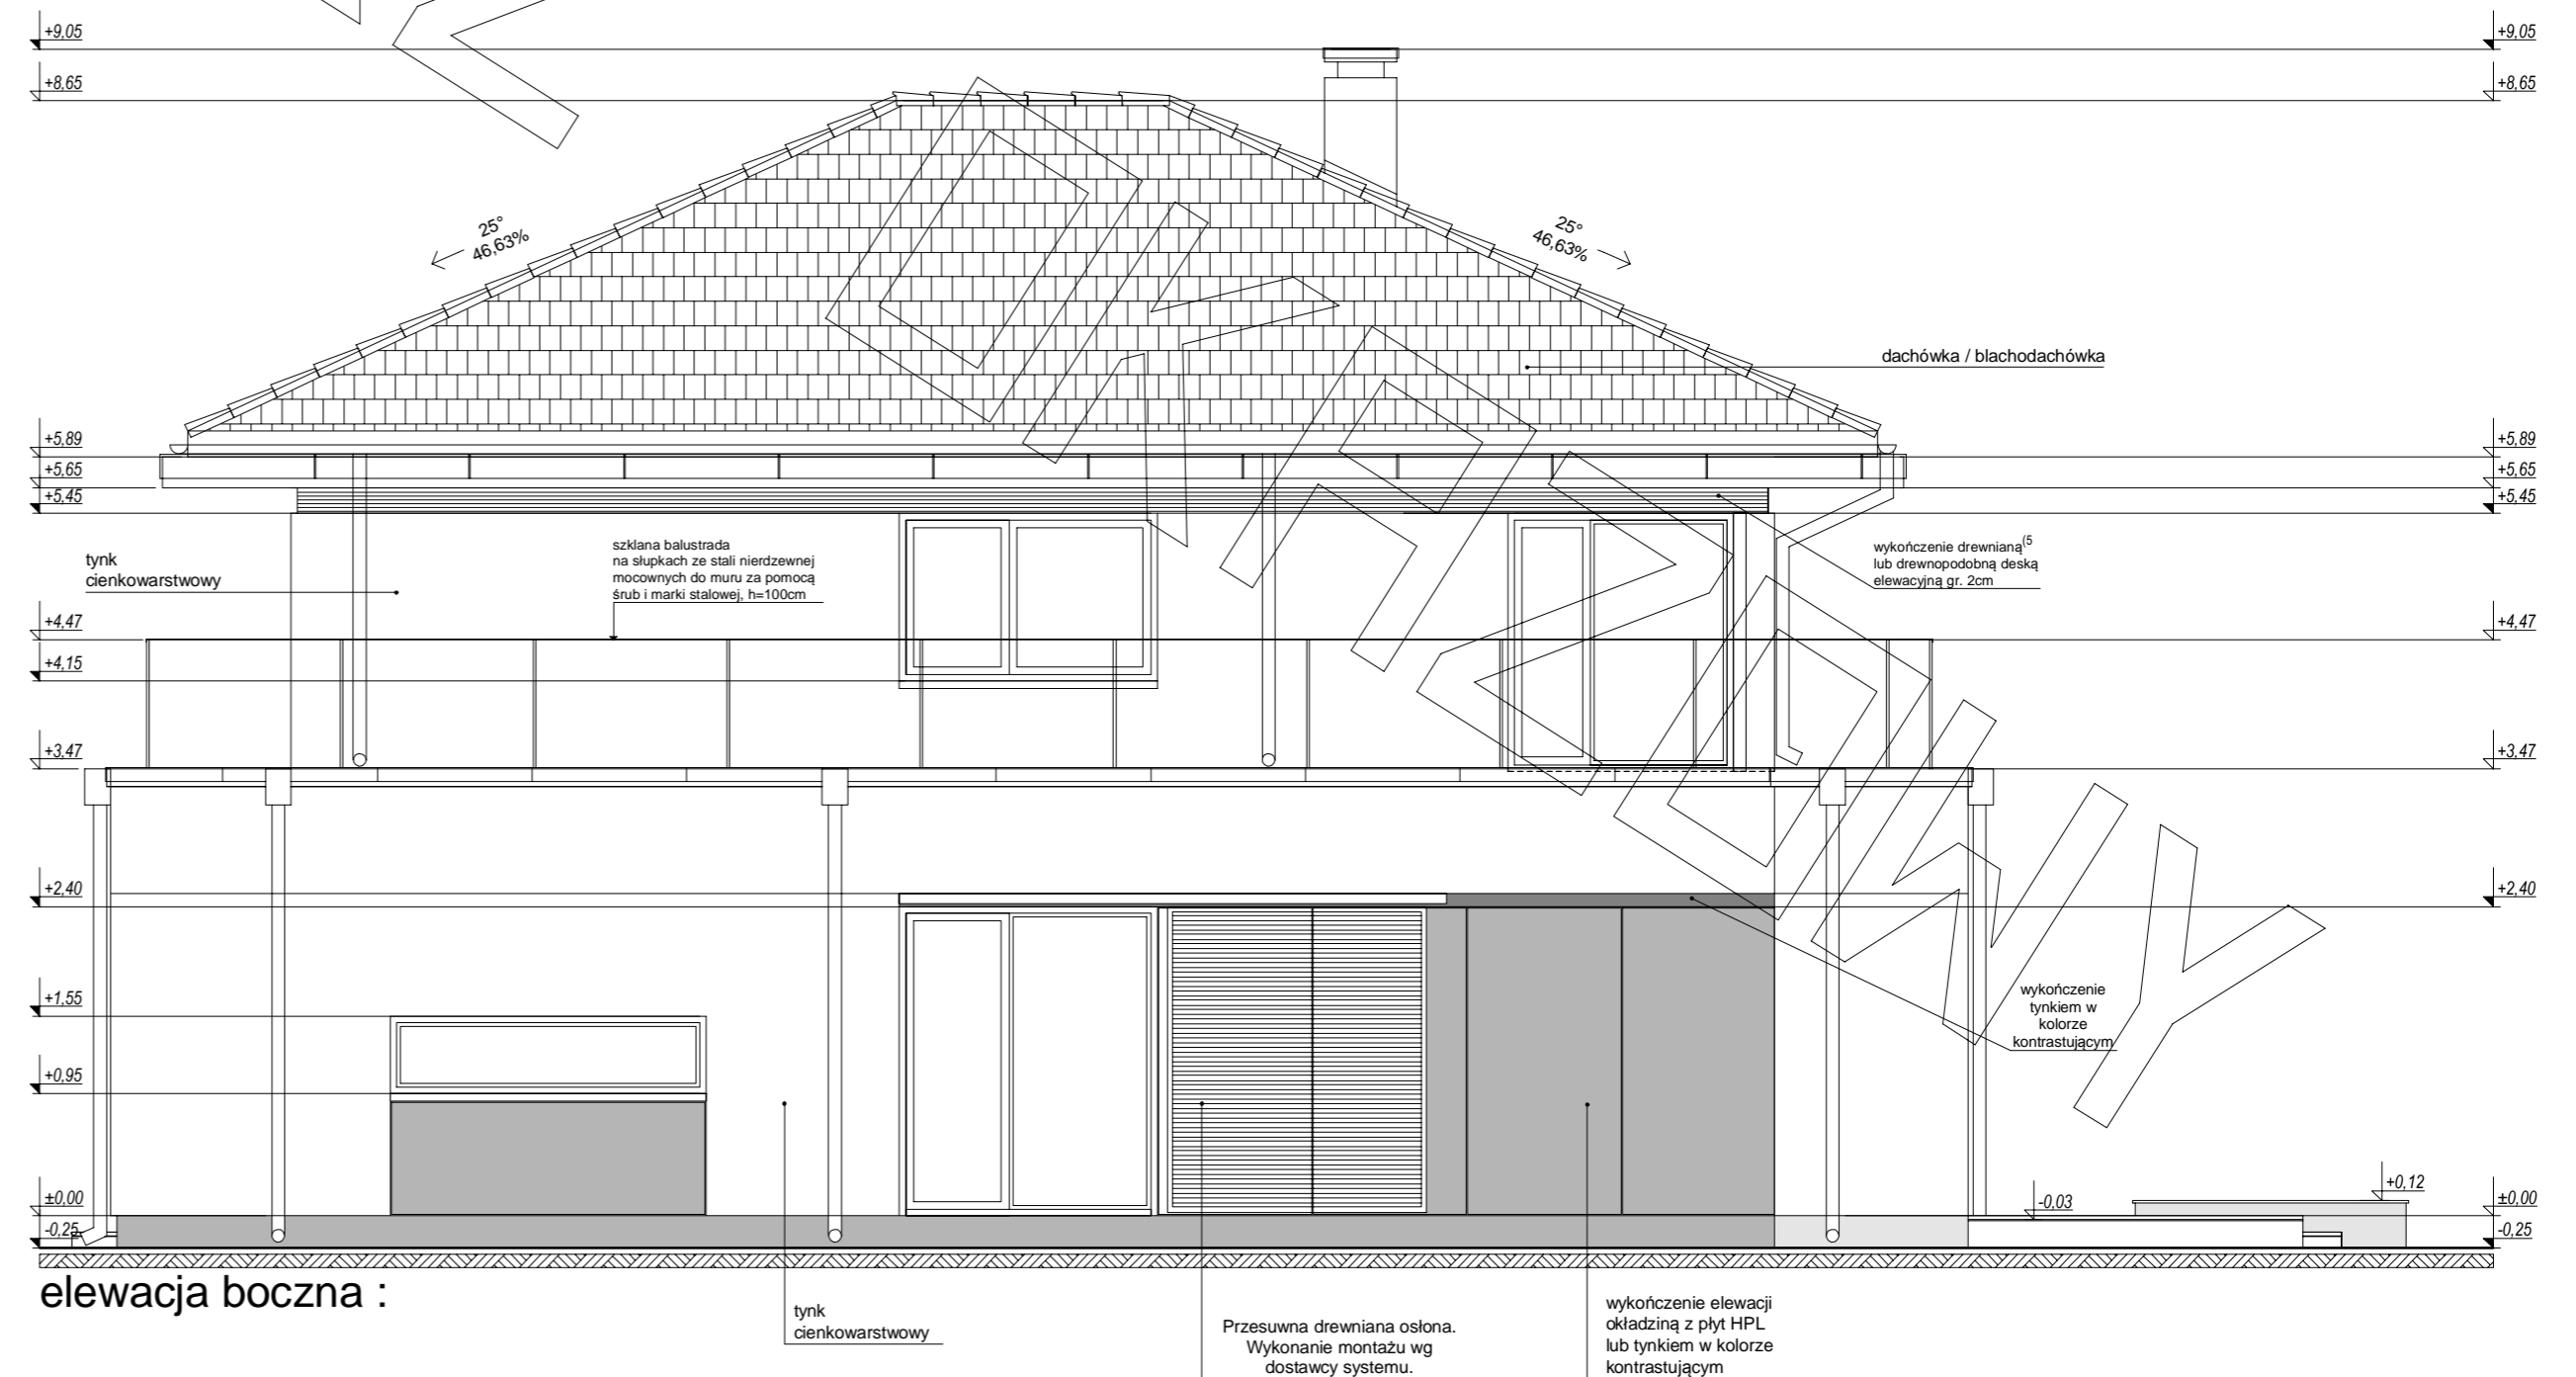 +9,05
+9,05
+8,65
+8,65
25°
46,63%
25°
46,63%
dachówka / blachodachówka
+5,89
+5,89
+5,65
+5,65
+5,45
+5,45
tynk
cienkowarstwowy
szklana balustrada
na słupkach ze stali nierdzewnej
mocownych do muru za pomocą
śrub i marki stalowej, h=100cm
wykończenie drewnianą(5
lub drewnopodobną deską
elewacyjną gr. 2cm
+4,47
+4,47
+4,15
+3,47
+3,47
+2,40
+2,40
+1,55
wykończenie
tynkiem w
kolorze
kontrastującym
+0,95
±0,00
-0,03
+0,12
±0,00
-0,25
-0,25
elewacja boczna :
tynk
cienkowarstwowy
Przesuwna drewniana osłona.
Wykonanie montażu wg
dostawcy systemu.
wykończenie elewacji
okładziną z płyt HPL
lub tynkiem w kolorze
kontrastującym